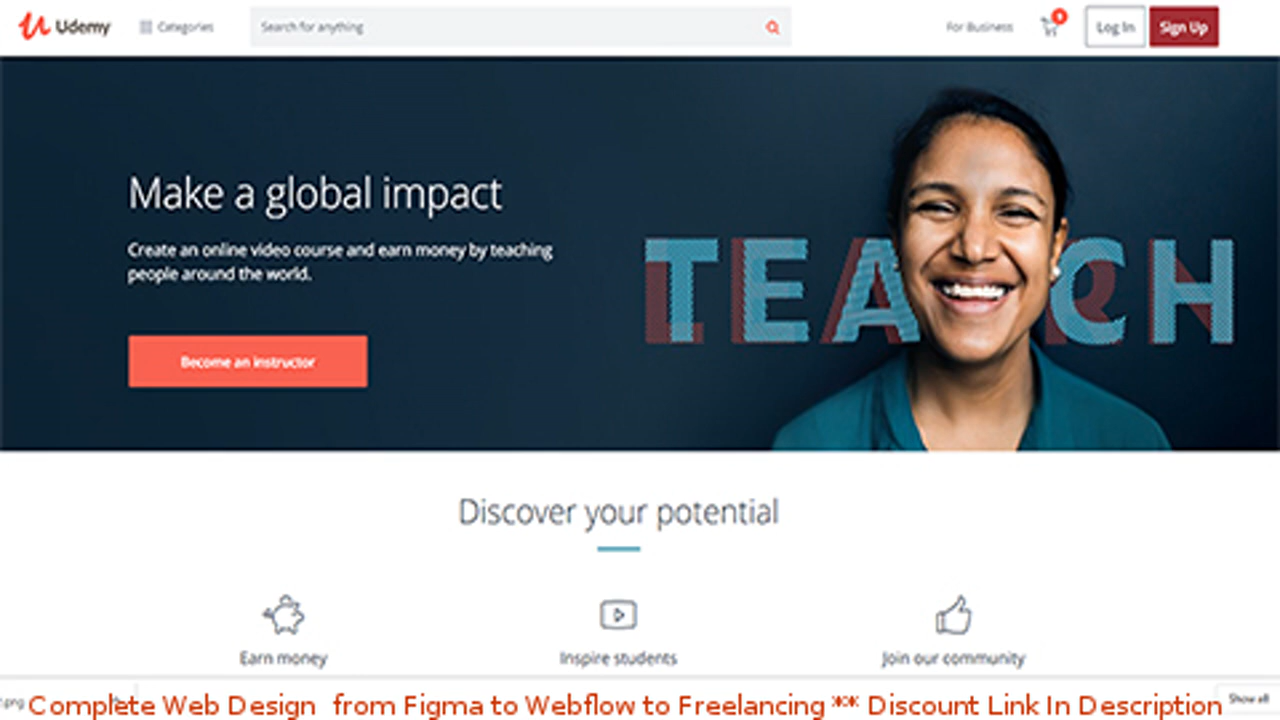 Udemy Categories Search for anything For Business Log In Sign Up
Make a global impact
Create an online video course and earn money by teaching
people around the world.
TEACH
Become an instructor
Discover your potential
Earn money Inspire students Join our community
.png Show all
Complete Web Design from Figma to Webflow to Freelancing ** Discount Link In Description